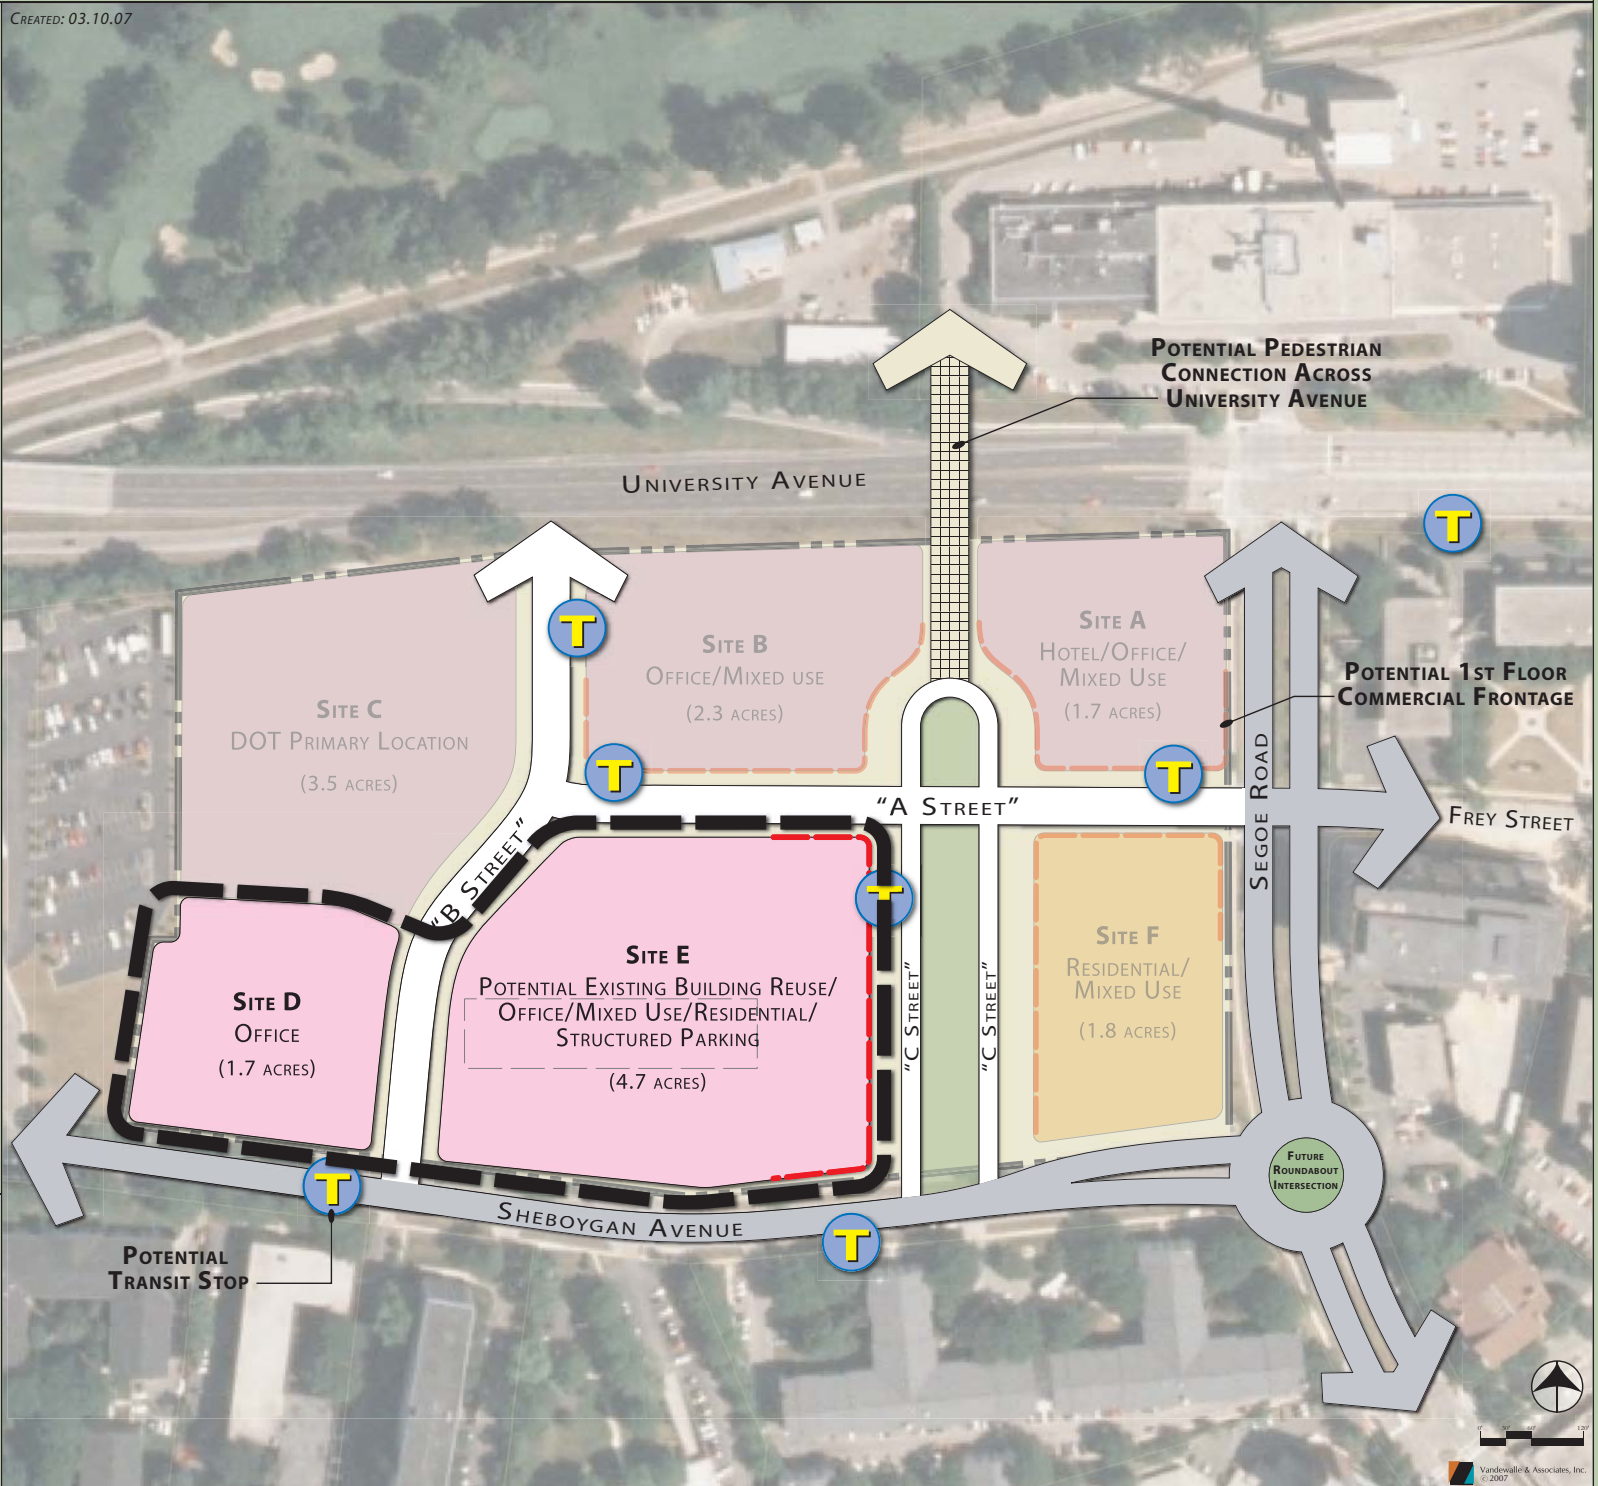 Created: 03.10.07
Potential Pedestrian
Connection Across
University Avenue
University Avenue
T
T
Site A
Hotel/Office/
Mixed Use
(1.7 acres)
Site B
Office/Mixed use
(2.3 acres)
Potential 1st Floor
Commercial Frontage
Site C
DOT Primary Location
(3.5 acres)
T
T
Segoe Road
"A Street"
Frey Street
"B Street"
T
Site F
Residential/
Mixed Use
(1.8 acres)
Site E
Potential Existing Building Reuse/
Office/Mixed Use/Residential/
Structured Parking
(4.7 acres)
Site D
Office
(1.7 acres)
"C Street"
"C Street"
Future
Roundabout
Intersection
T
Sheboygan Avenue
T
Potential
Transit Stop
Vandewalle & Associates, Inc.
© 2007